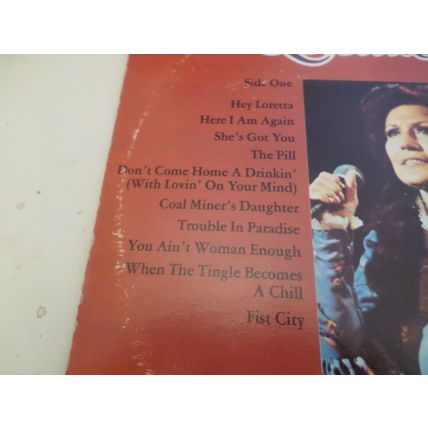 Side One
Hey Loretta
Here I Am Again
She's Got You
The Pill
Don't Come Home A Drinkin'
(With Lovin' On Your Mind)
Coal Miner's Daughter
Trouble In Paradise
You Ain't Woman Enough
When The Tingle Becomes
A Chill
Fist City